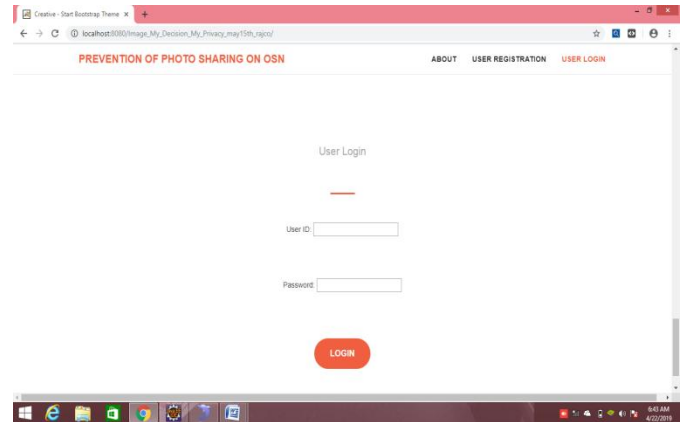 Creative - Start Bootstrap Theme
localhost:8080/Image_My_Decision_My_Privacy_may15th_rajco/
PREVENTION OF PHOTO SHARING ON OSN
ABOUT USER REGISTRATION USER LOGIN
User Login
User ID:
Password:
LOGIN
6:43 AM
4/22/2019